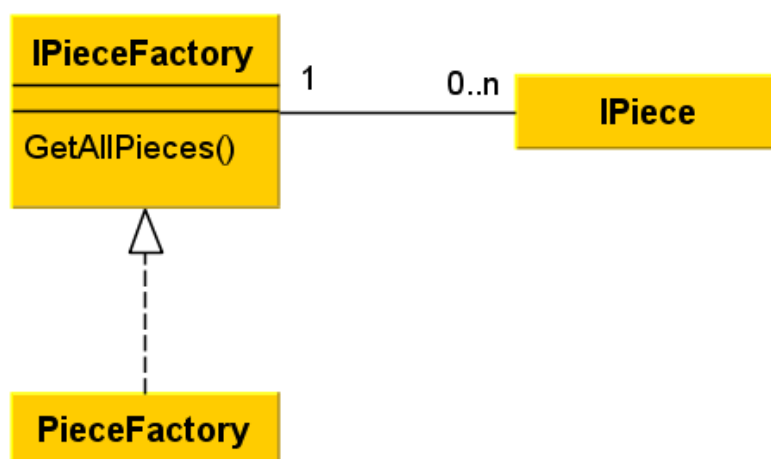 IPieceFactory
1
0..n
IPiece
GetAllPieces()
PieceFactory